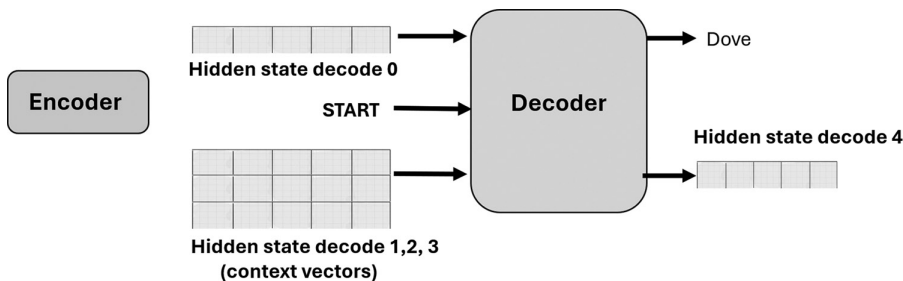 Encoder
Hidden state decode 0
START
Hidden state decode 1,2, 3
(context vectors)
Decoder
Dove
Hidden state decode 4